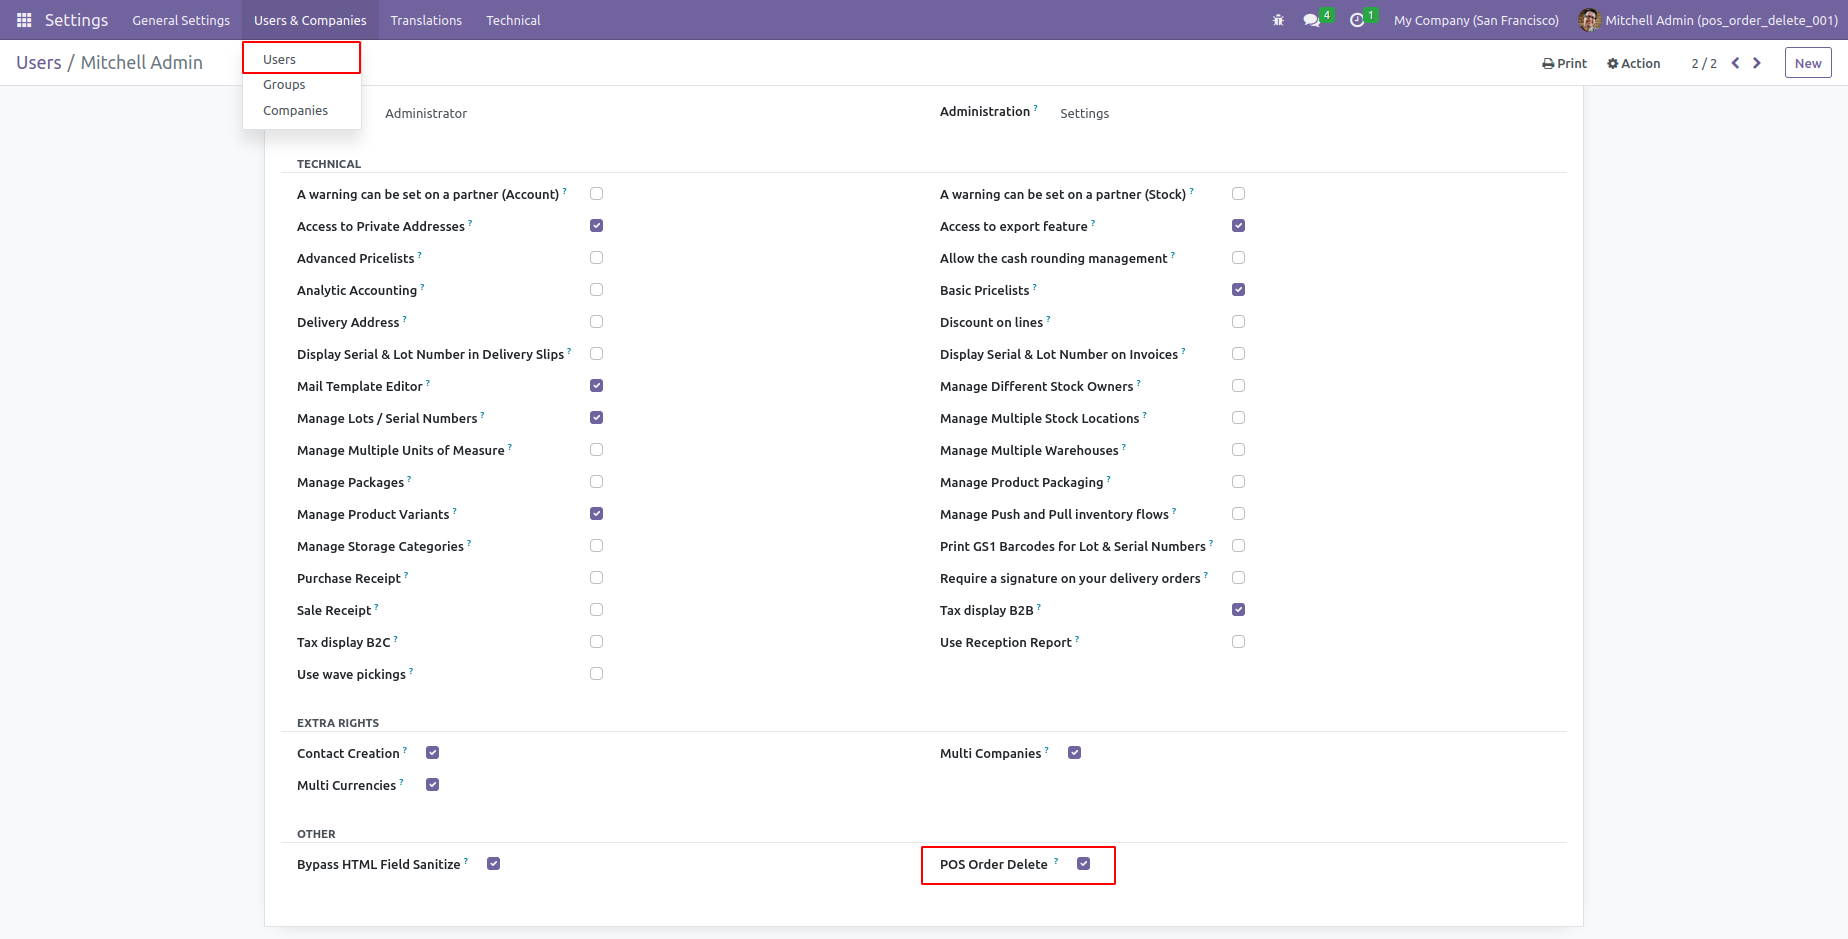 Settings General Settings Users & Companies Translations Technical 4 1 My Company (San Francisco) Mitchell Admin (pos_order_delete_001)
Users / Mitchell Admin Print Action 2 / 2 New
Users
Groups
Companies
Administrator Administration ? Settings
TECHNICAL
A warning can be set on a partner (Account) ? A warning can be set on a partner (Stock) ?
Access to Private Addresses ? Access to export feature ?
Advanced Pricelists ? Allow the cash rounding management ?
Analytic Accounting ? Basic Pricelists ?
Delivery Address ? Discount on lines ?
Display Serial & Lot Number in Delivery Slips ? Display Serial & Lot Number on Invoices ?
Mail Template Editor ? Manage Different Stock Owners ?
Manage Lots / Serial Numbers ? Manage Multiple Stock Locations ?
Manage Multiple Units of Measure ? Manage Multiple Warehouses ?
Manage Packages ? Manage Product Packaging ?
Manage Product Variants ? Manage Push and Pull inventory flows ?
Manage Storage Categories ? Print GS1 Barcodes for Lot & Serial Numbers ?
Purchase Receipt ? Require a signature on your delivery orders ?
Sale Receipt ? Tax display B2B ?
Tax display B2C ? Use Reception Report ?
Use wave pickings ?
EXTRA RIGHTS
Contact Creation ? Multi Companies ?
Multi Currencies ?
OTHER
Bypass HTML Field Sanitize ? POS Order Delete ?